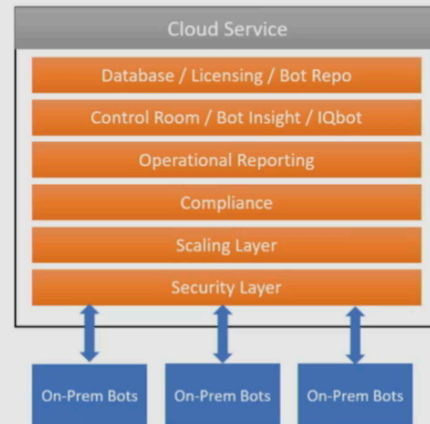 Cloud Service
Database / Licensing / Bot Repo
Control Room / Bot Insight / IQbot
Operational Reporting
Compliance
Scaling Layer
Security Layer
On-Prem Bots
On-Prem Bots
On-Prem Bots